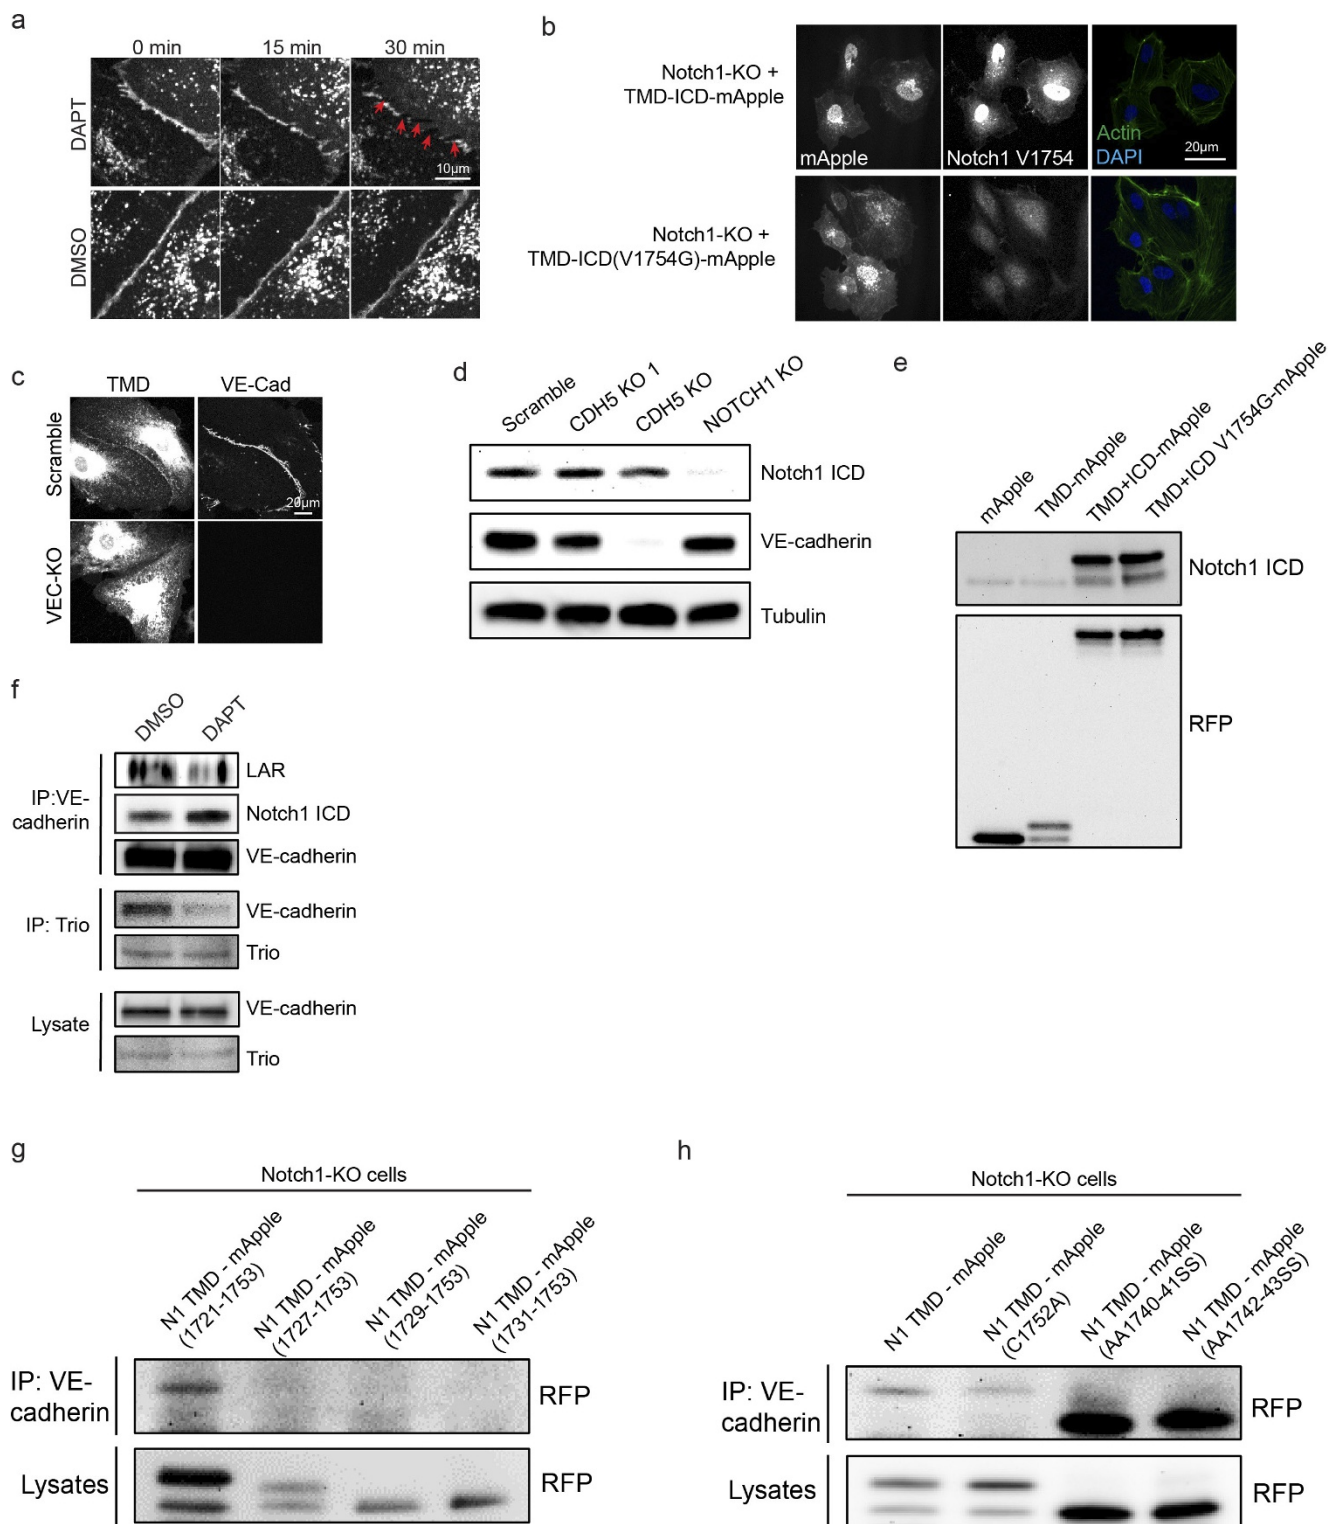 a
0 min
15 min
30 min
DAPT
10µm
DMSO
b
Notch1-KO +
TMD-ICD-mApple
mApple
Notch1 V1754
Actin
DAPI
20µm
Notch1-KO +
TMD-ICD(V1754G)-mApple
c
TMD
VE-Cad
Scramble
20µm
VEC-KO
d
Scramble
CDH5 KO 1
CDH5 KO
NOTCH1 KO
Notch1 ICD
VE-cadherin
Tubulin
e
mApple
TMD-mApple
TMD+ICD-mApple
TMD+ICD V1754G-mApple
Notch1 ICD
RFP
f
DMSO
DAPT
IP:VE-
cadherin
LAR
Notch1 ICD
VE-cadherin
IP: Trio
VE-cadherin
Trio
Lysate
VE-cadherin
Trio
g
Notch1-KO cells
N1 TMD - mApple
(1721-1753)
N1 TMD - mApple
(1727-1753)
N1 TMD - mApple
(1729-1753)
N1 TMD - mApple
(1731-1753)
IP: VE-
cadherin
RFP
Lysates
RFP
h
Notch1-KO cells
N1 TMD - mApple
N1 TMD - mApple
(C1752A)
N1 TMD - mApple
(AA1740-41SS)
N1 TMD - mApple
(AA1742-43SS)
IP: VE-
cadherin
RFP
Lysates
RFP